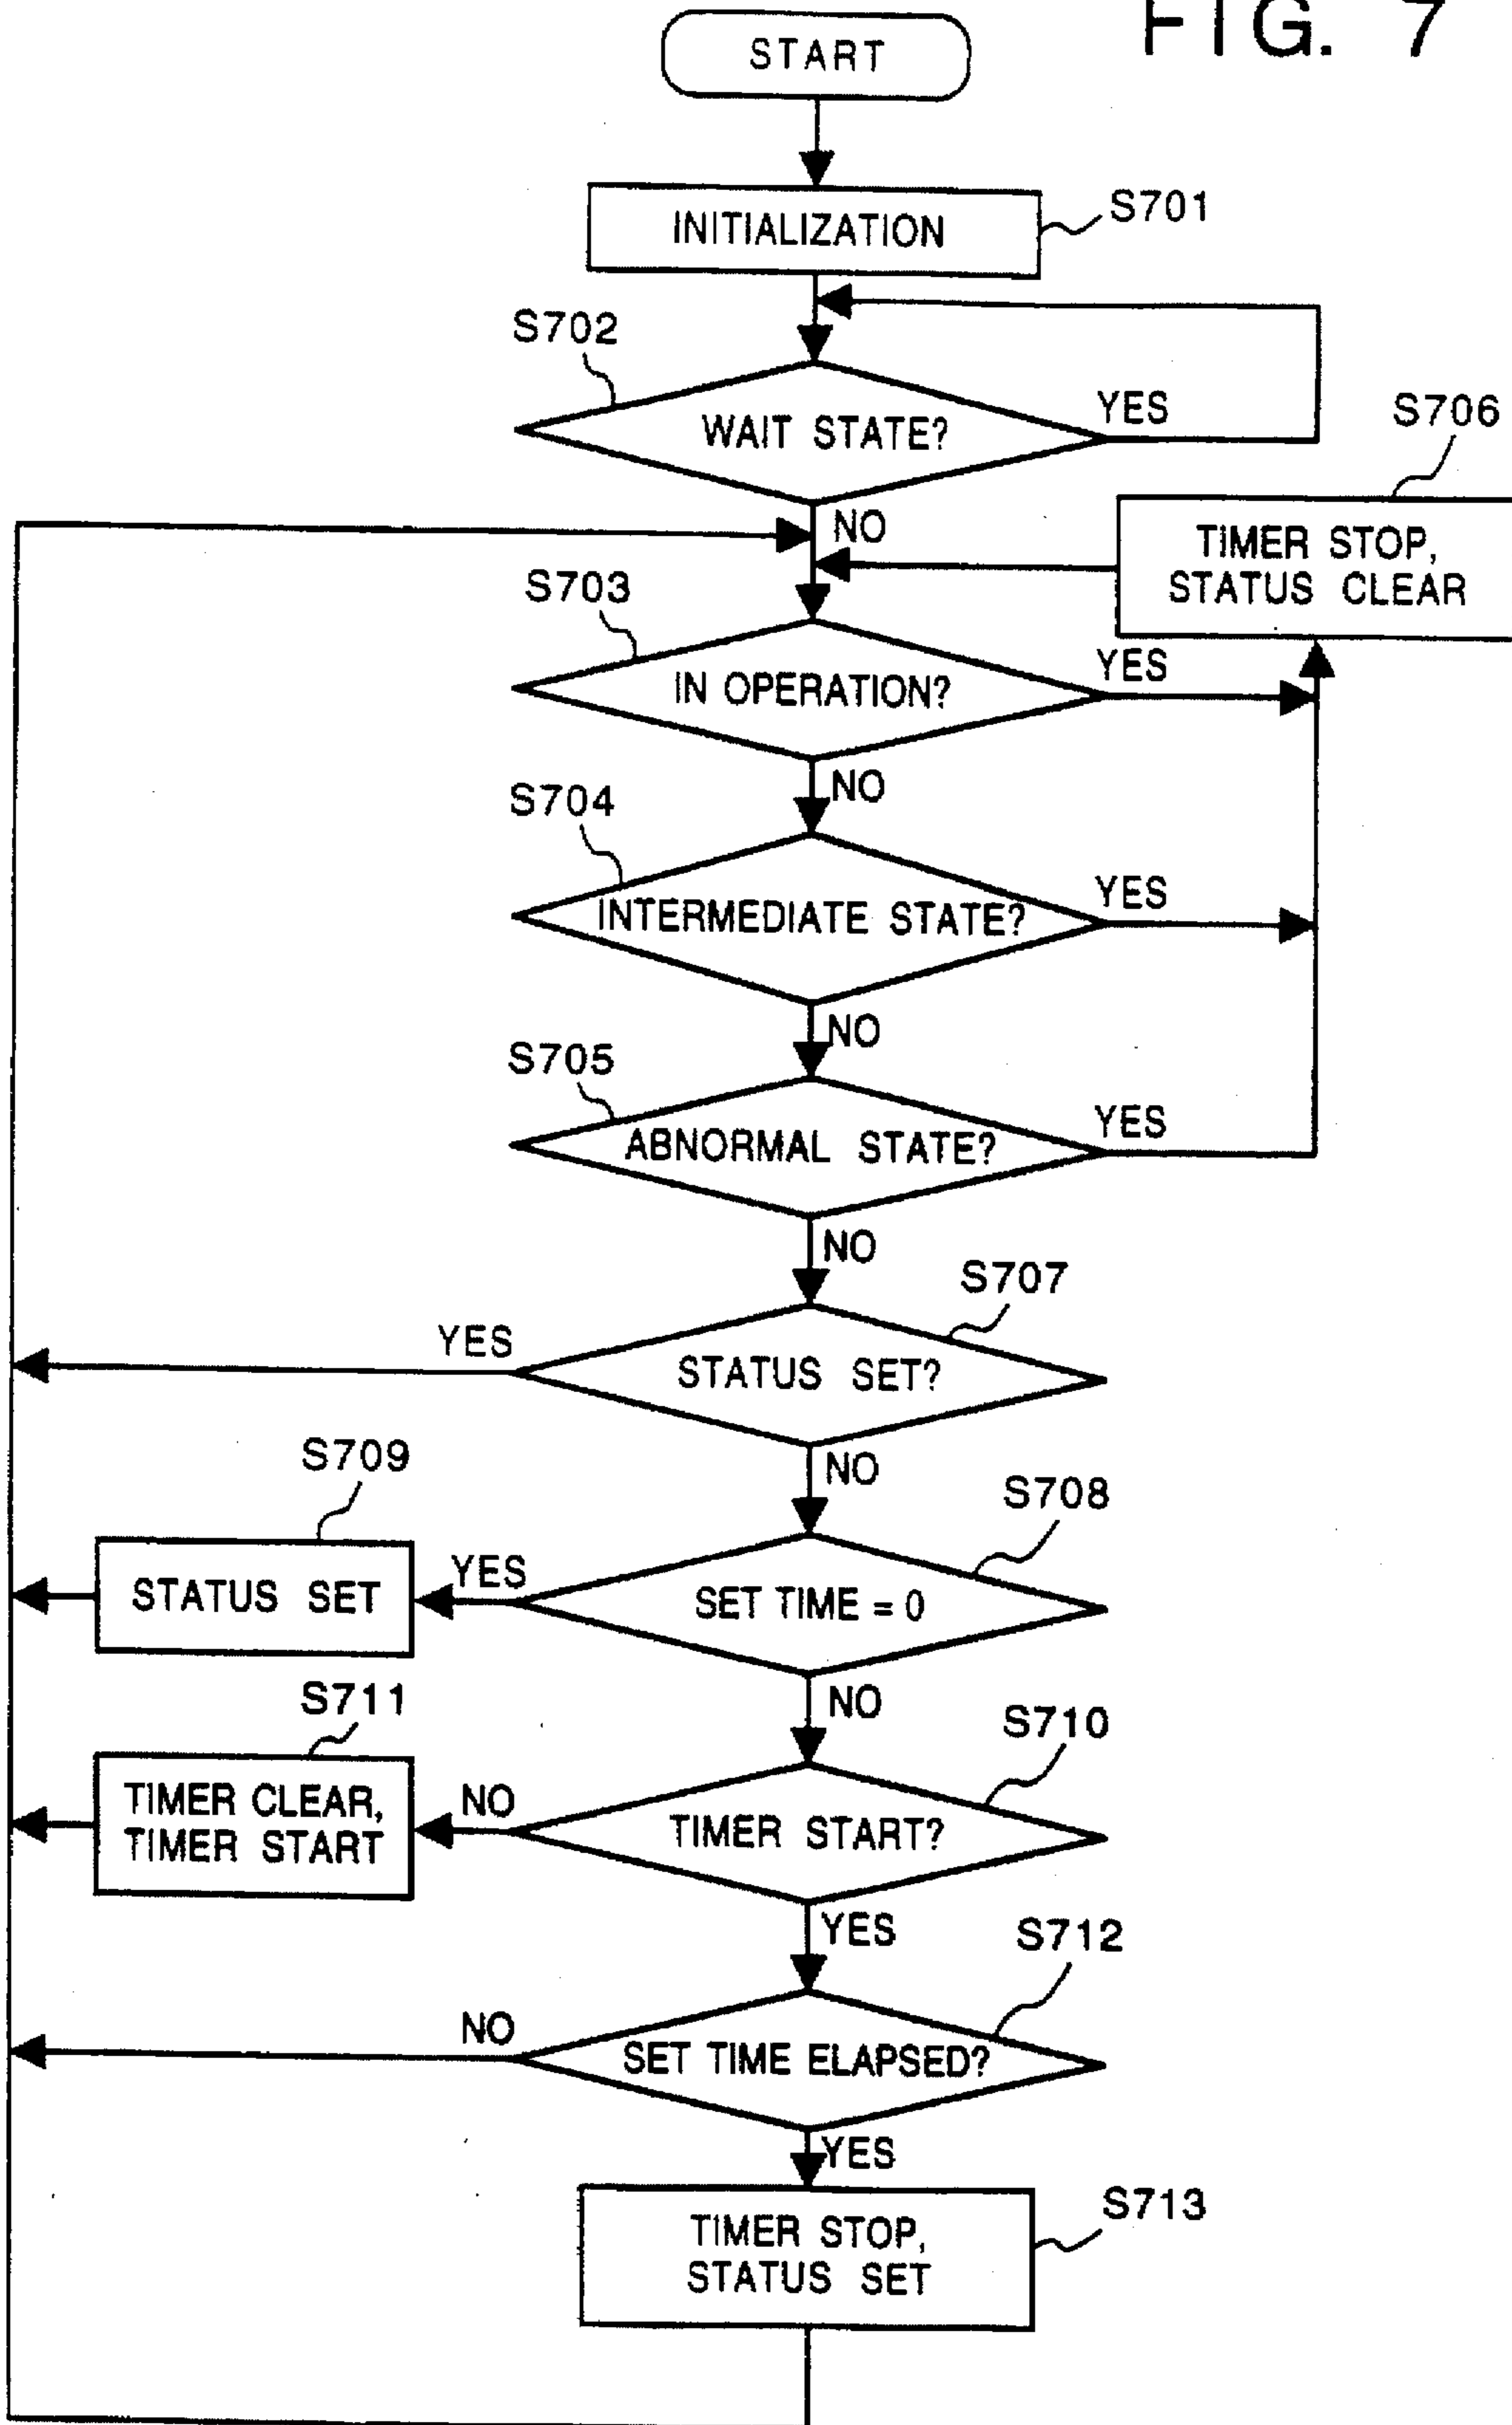 FIG. 7
START
INITIALIZATION
S701
S702
WAIT STATE?
YES
S706
NO
TIMER STOP,
STATUS CLEAR
S703
IN OPERATION?
YES
NO
S704
INTERMEDIATE STATE?
YES
NO
S705
ABNORMAL STATE?
YES
NO
S707
YES
STATUS SET?
NO
S709
S708
STATUS SET
YES
SET TIME = 0
NO
S711
S710
TIMER CLEAR,
TIMER START
NO
TIMER START?
YES
S712
NO
SET TIME ELAPSED?
YES
S713
TIMER STOP,
STATUS SET